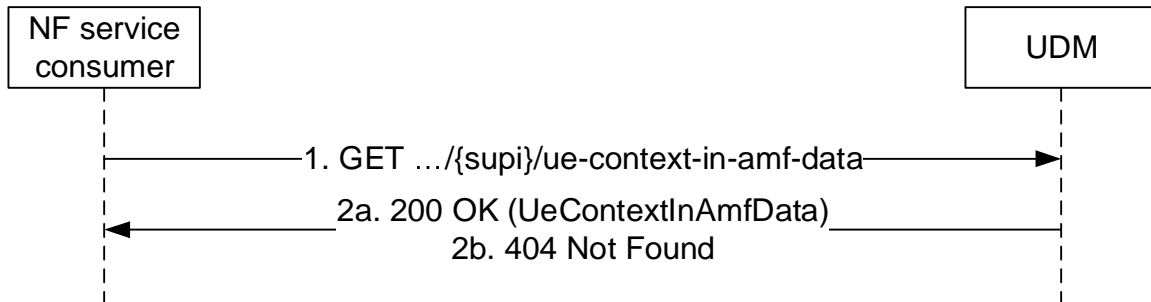 NF service
consumer
UDM
1. GET …/{supi}/ue-context-in-amf-data
2a. 200 OK (UeContextInAmfData)
2b. 404 Not Found